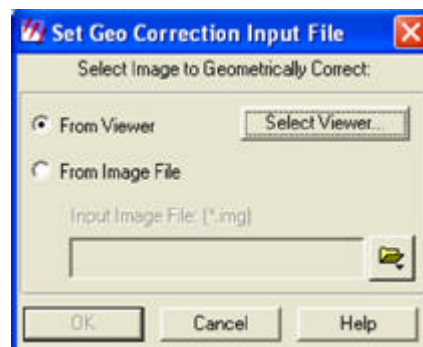 Set Geo Correction Input File
Select Image to Geometrically Correct:
From Viewer
Select Viewer...
From Image File
Input Image File: (*.img)
OK Cancel Help